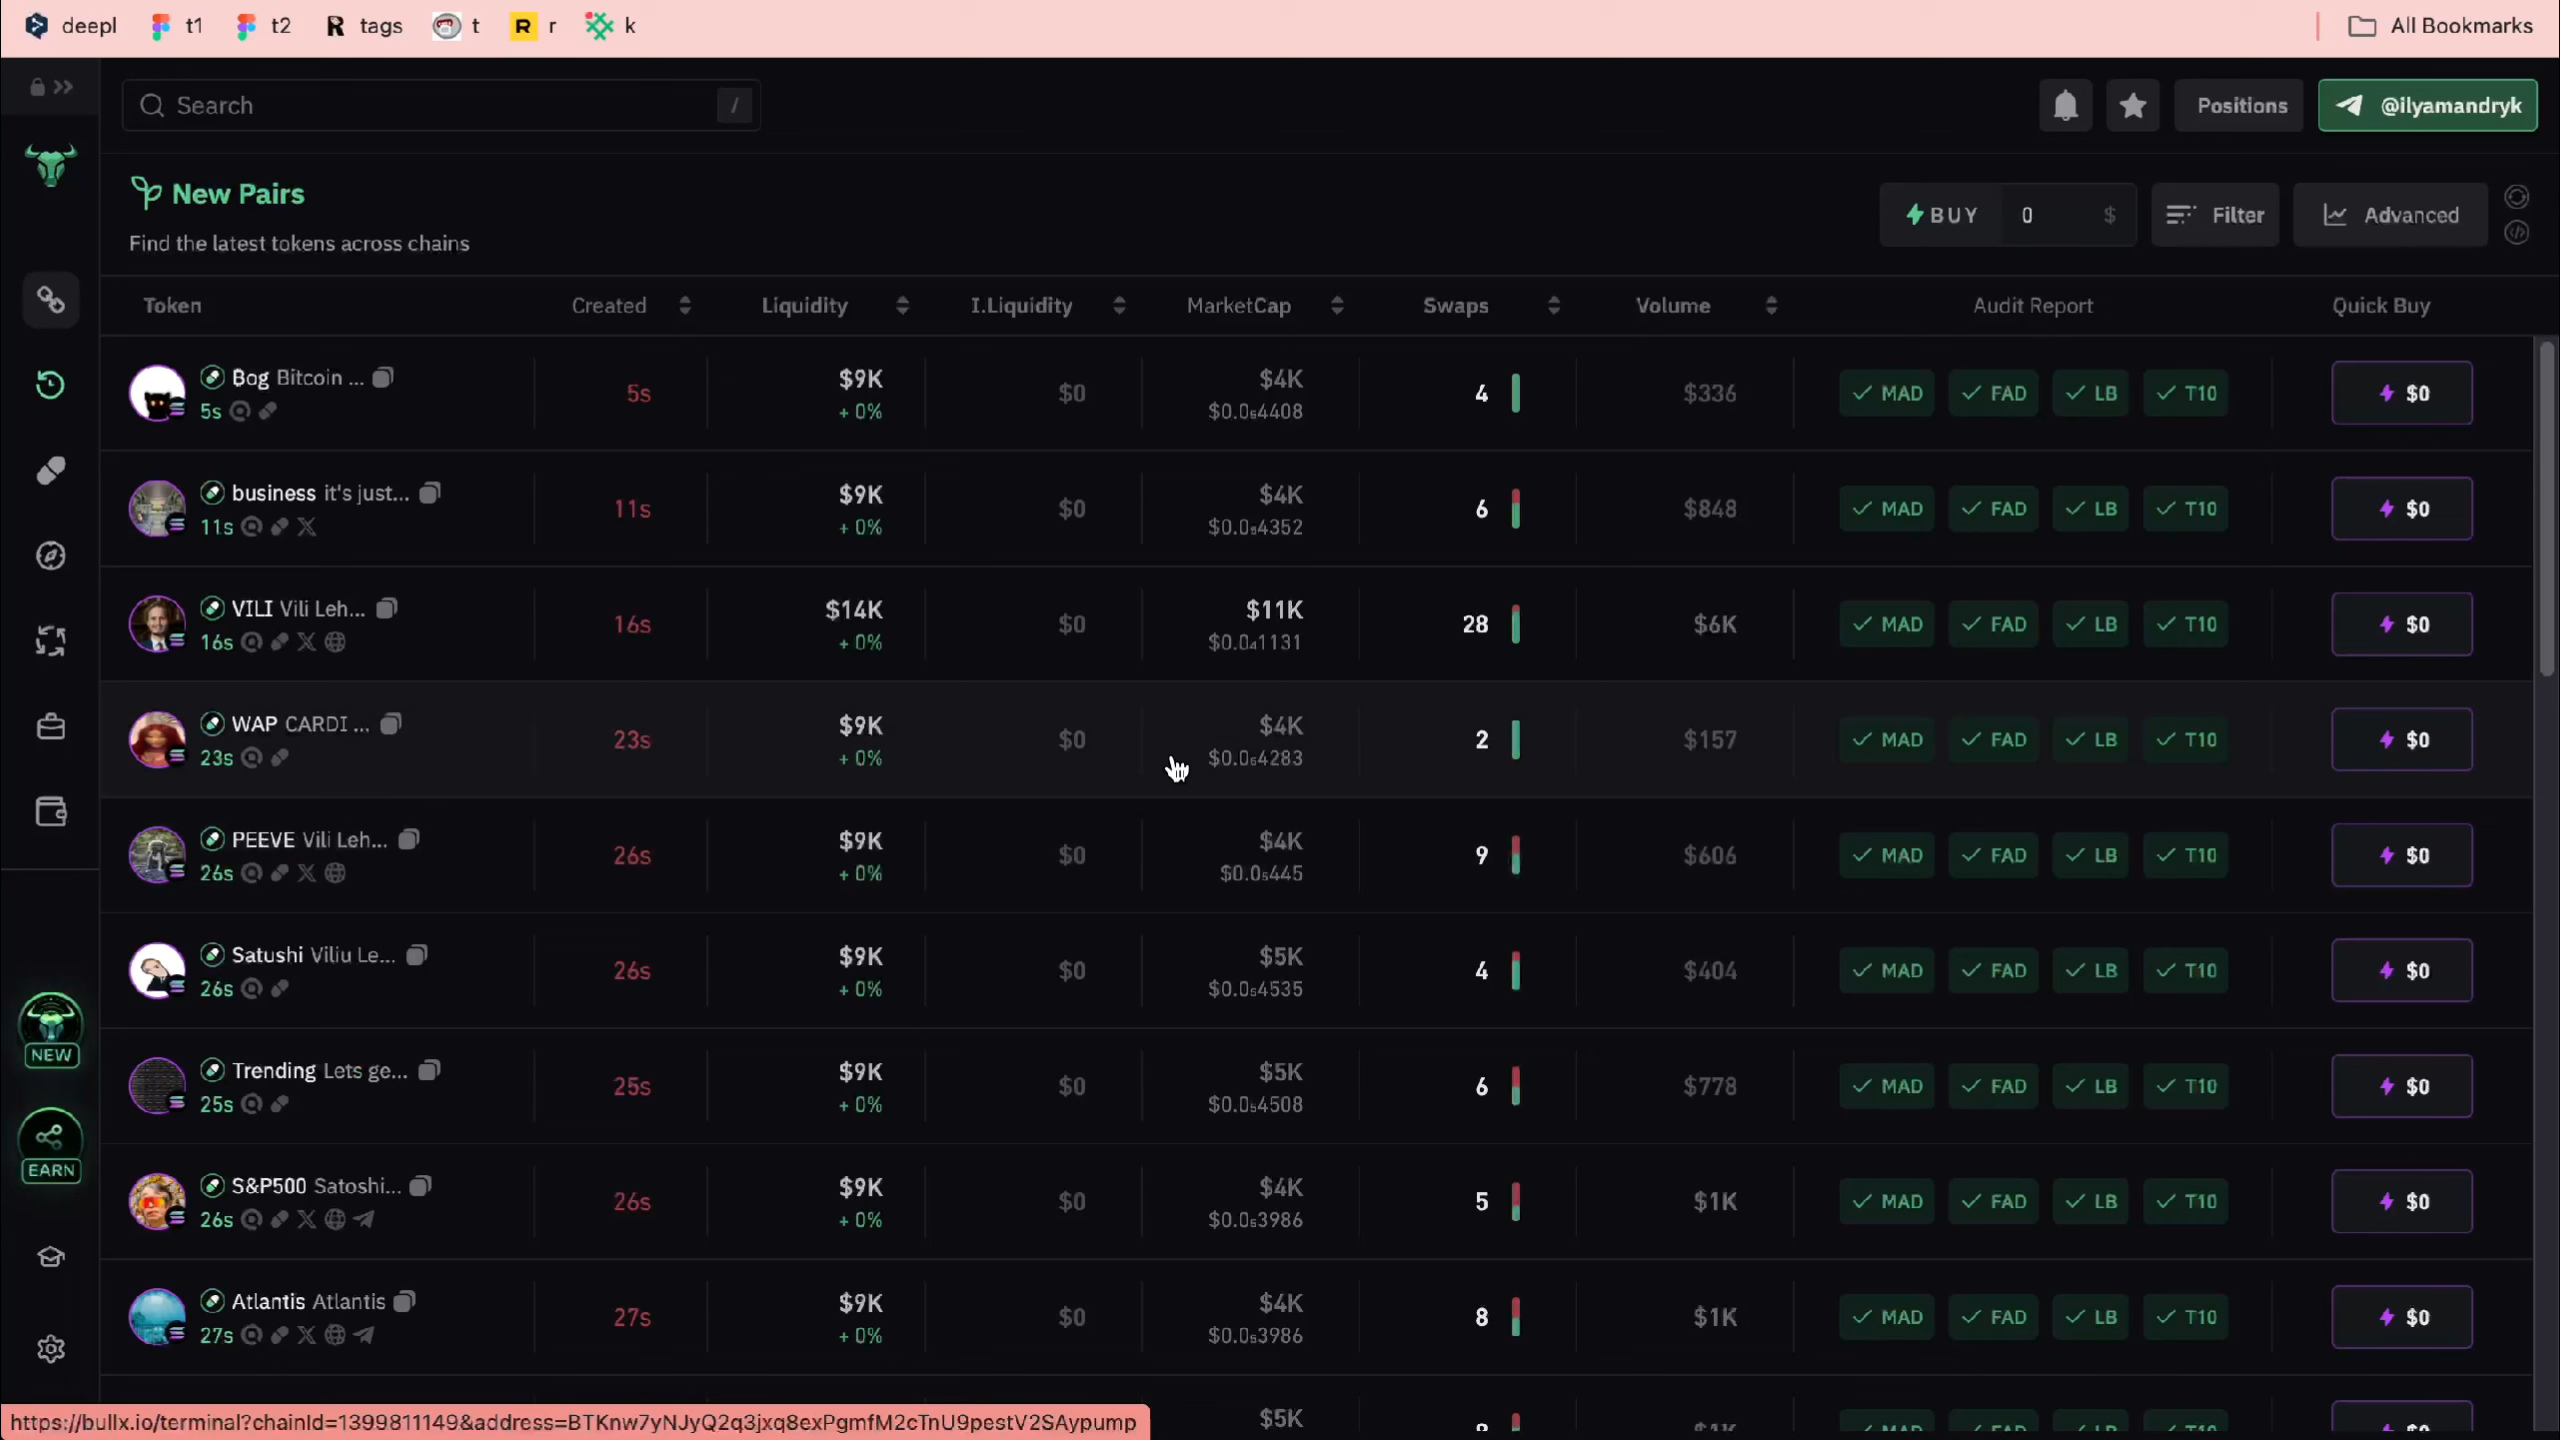 deepl t1 t2 tags t r k All Bookmarks
Search / Positions @ilyamandryk
New Pairs
Find the latest tokens across chains
BUY 0 $ Filter Advanced
Token Created Liquidity I.Liquidity MarketCap Swaps Volume Audit Report Quick Buy
Bog Bitcoin ... 5s $9K + 0% $0 $4K $0.0₅4408 4 $336 MAD FAD LB T10 $0
5s
business it's just... 11s $9K + 0% $0 $4K $0.0₅4352 6 $848 MAD FAD LB T10 $0
11s
VILI Vili Leh... 16s $14K + 0% $0 $11K $0.0₄1131 28 $6K MAD FAD LB T10 $0
16s
WAP CARDI ... 23s $9K + 0% $0 $4K $0.0₅4283 2 $157 MAD FAD LB T10 $0
23s
PEEVE Vili Leh... 26s $9K + 0% $0 $4K $0.0₅445 9 $606 MAD FAD LB T10 $0
26s
Satushi Viliu Le... 26s $9K + 0% $0 $5K $0.0₅4535 4 $404 MAD FAD LB T10 $0
26s
Trending Lets ge... 25s $9K + 0% $0 $5K $0.0₅4508 6 $778 MAD FAD LB T10 $0
25s
S&P500 Satoshi... 26s $9K + 0% $0 $4K $0.0₅3986 5 $1K MAD FAD LB T10 $0
26s
Atlantis Atlantis 27s $9K + 0% $0 $4K $0.0₅3986 8 $1K MAD FAD LB T10 $0
27s
$5K
NEW
EARN
https://bullx.io/terminal?chainId=1399811149&address=BTKnw7yNJyQ2q3jxq8exPgmfM2cTnU9pestV2SAypump